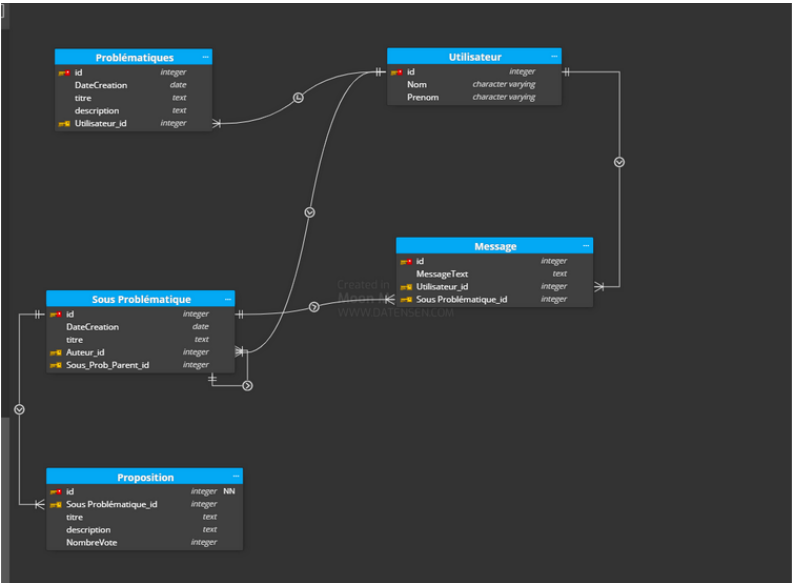 Problématiques ...
id integer
DateCreation date
titre text
description text
Utilisateur_id integer
Utilisateur ...
id integer
Nom character varying
Prenom character varying
Message ...
id integer
MessageText text
Utilisateur_id integer
Sous Problématique_id integer
Created in
WWW.DATENSEN.COM
Sous Problématique ...
id integer
DateCreation date
titre text
Auteur_id integer
Sous_Prob_Parent_id integer
Proposition ...
id integer NN
Sous Problématique_id integer
titre text
description text
NombreVote integer